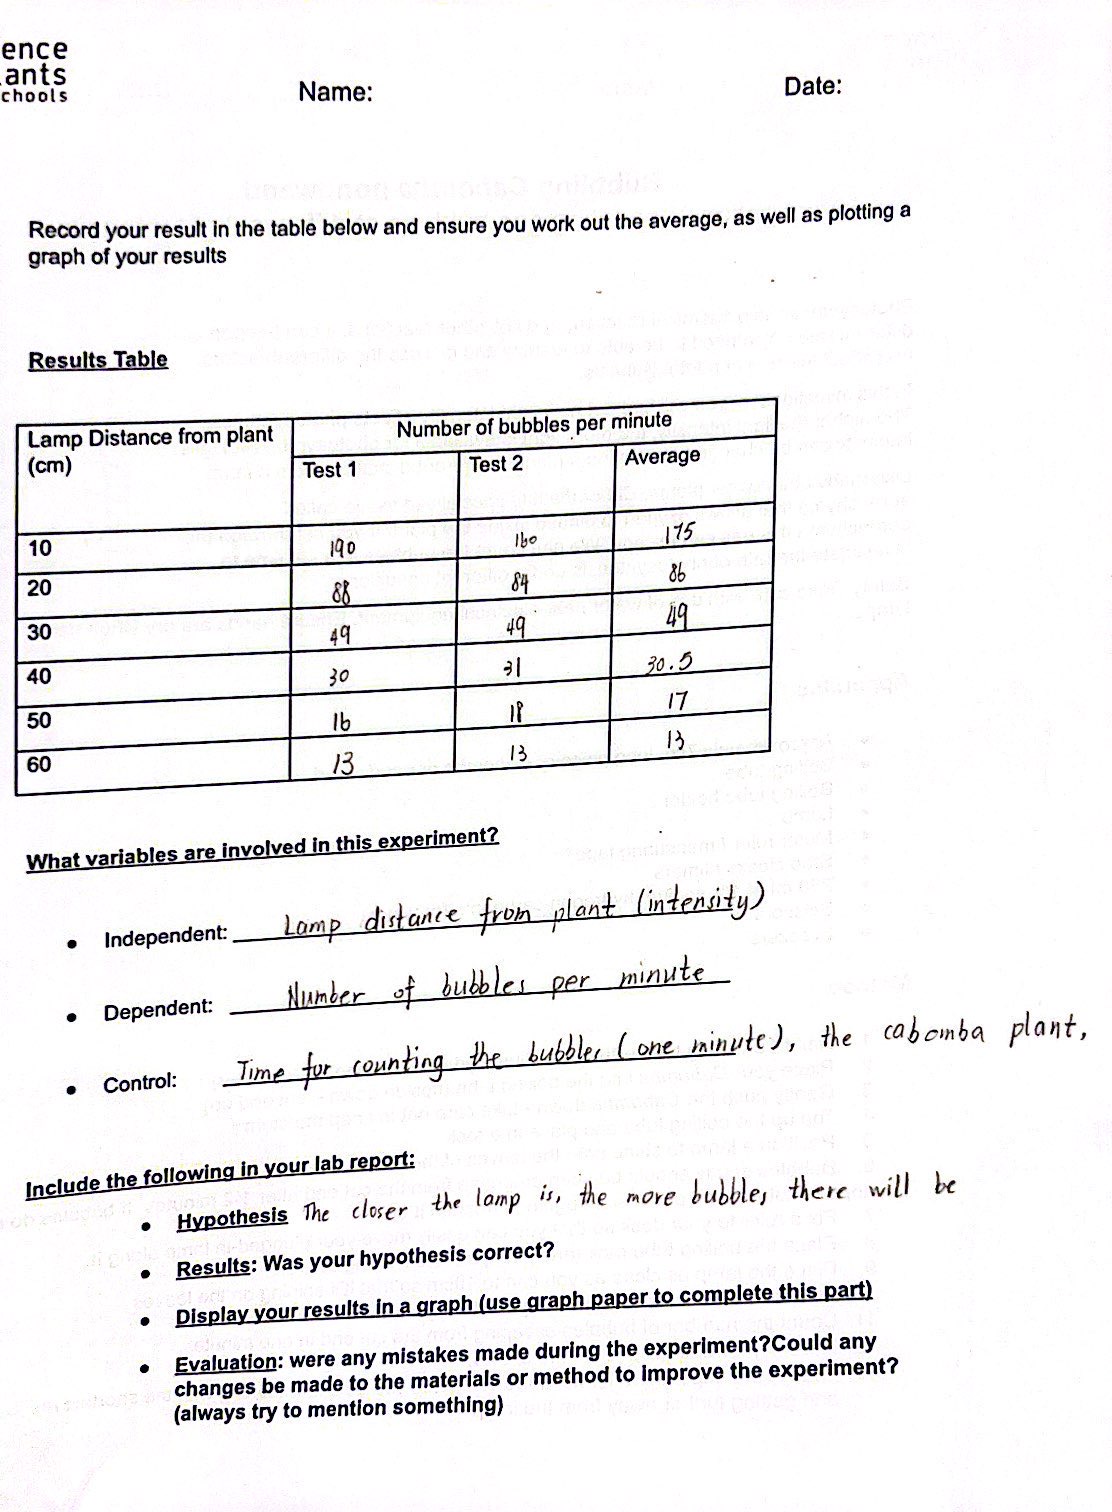 ence
ants
chools
Name:
Date:
Record your result in the table below and ensure you work out the average, as well as plotting a
graph of your results
Results Table
Lamp Distance from plant
(cm)
Number of bubbles per minute
Test 1 Test 2 Average
10 190 160 175
20 88 84 86
30 49 49 49
40 30 31 30.5
50 16 18 17
60 13 13 13
What variables are involved in this experiment?
• Independent: Lamp distance from plant (intensity)
• Dependent: Number of bubbles per minute
• Control: Time for counting the bubbles (one minute), the cabomba plant,
Include the following in your lab report:
• Hypothesis The closer the lamp is, the more bubbles there will be
• Results: Was your hypothesis correct?
• Display your results in a graph (use graph paper to complete this part)
• Evaluation: were any mistakes made during the experiment?Could any
changes be made to the materials or method to improve the experiment?
(always try to mention something)